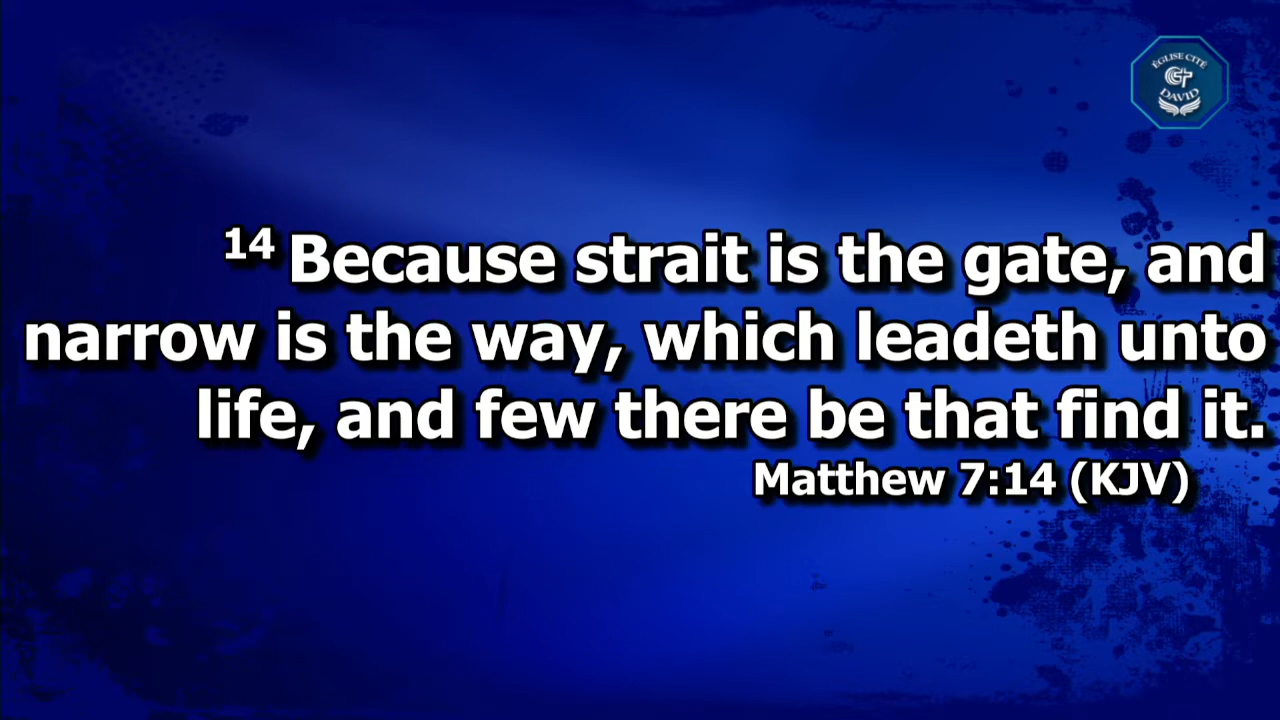 ÉGLISE CITÉ
DAVID
14 Because strait is the gate, and
narrow is the way, which leadeth unto
life, and few there be that find it.
Matthew 7:14 (KJV)